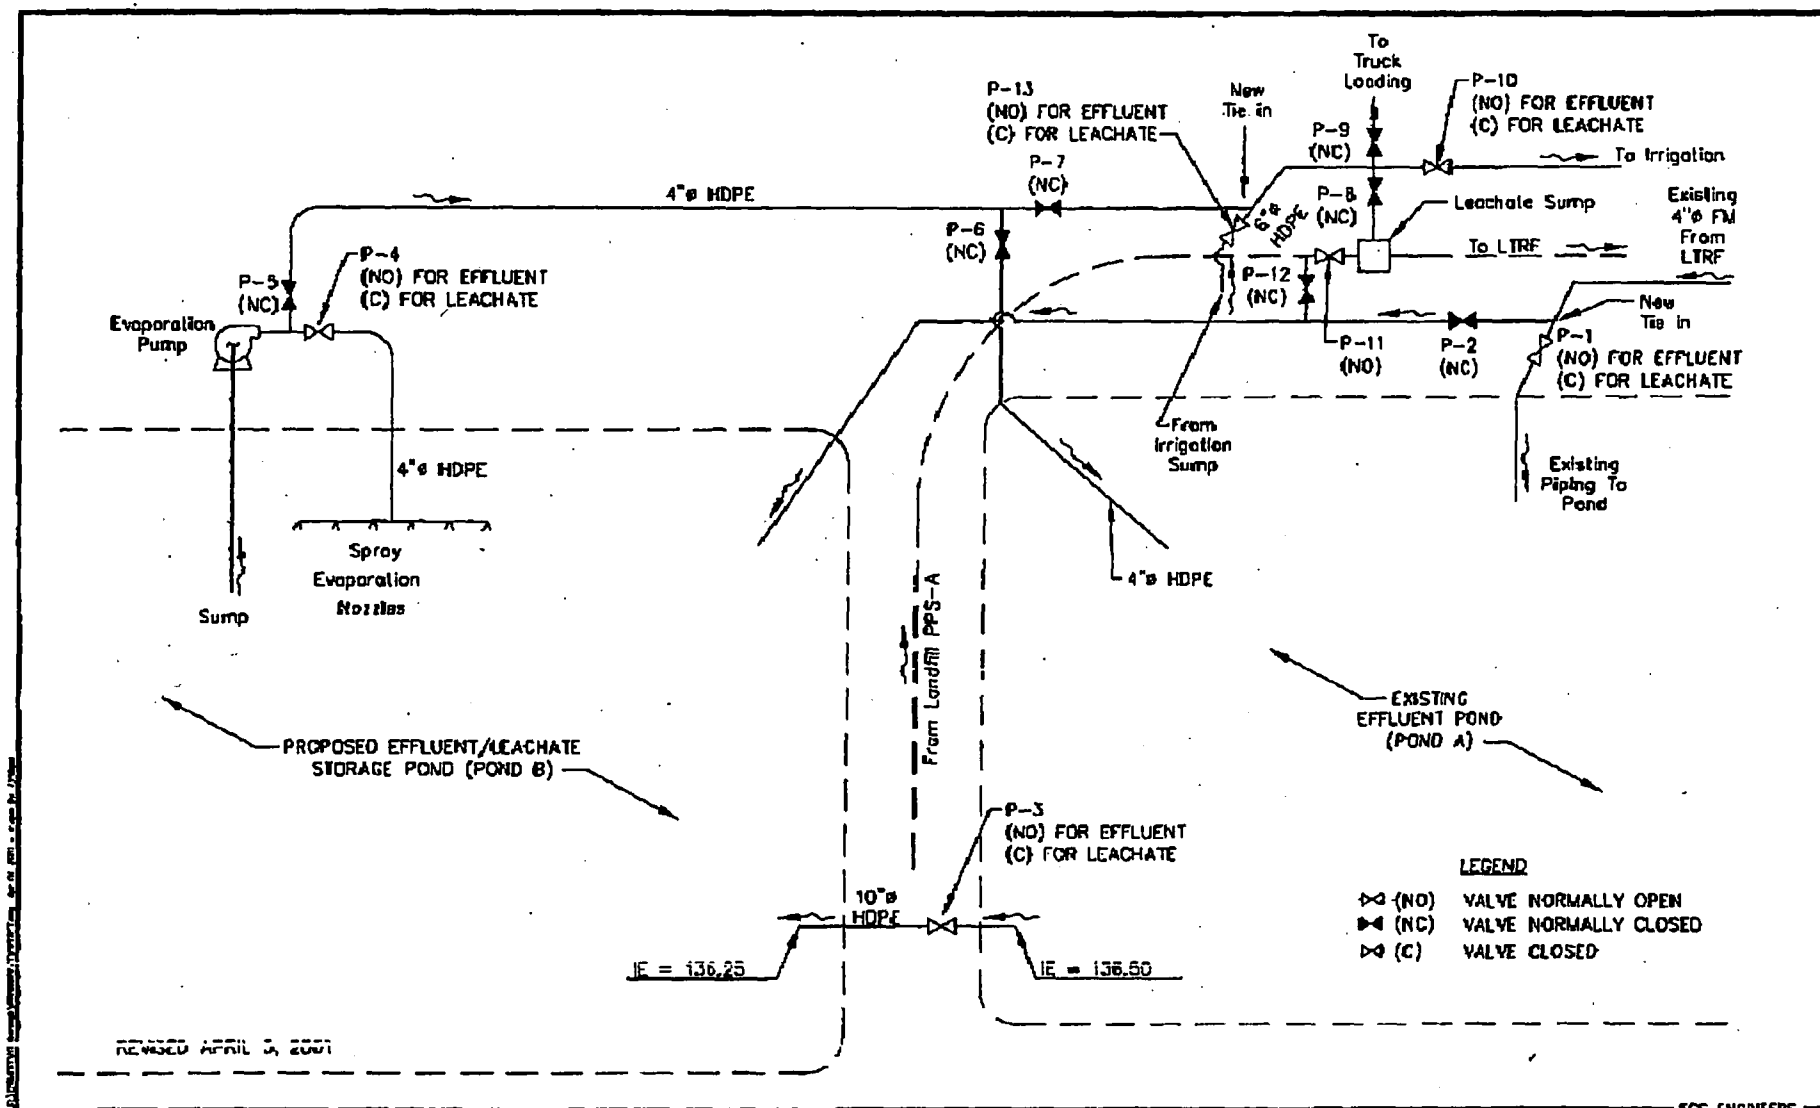 To
Truck
Loading
P-10
(NO) FOR EFFLUENT
(C) FOR LEACHATE
P-13
(NO) FOR EFFLUENT
(C) FOR LEACHATE
New
Tie in
P-9
(NC)
To Irrigation
P-7
(NC)
4"ø HDPE
P-8
(NC)
Leachate Sump
Existing
4"ø FM
From
LTRF
6"ø
HDPE
P-6
(NC)
To LTRF
P-4
(NO) FOR EFFLUENT
(C) FOR LEACHATE
P-5
(NC)
P-12
(NC)
New
Tie in
Evaporation
Pump
P-11
(NO)
P-2
(NC)
P-1
(NO) FOR EFFLUENT
(C) FOR LEACHATE
From
Irrigation
Sump
4"ø HDPE
Existing
Piping To
Pond
Spray
Evaporation
Nozzles
Sump
4"ø HDPE
From Landfill PPS-A
EXISTING
EFFLUENT POND
(POND A)
PROPOSED EFFLUENT/LEACHATE
STORAGE POND (POND B)
P-3
(NO) FOR EFFLUENT
(C) FOR LEACHATE
10"ø
HDPE
IE = 136.25
IE = 136.50
LEGEND
(NO) VALVE NORMALLY OPEN
(NC) VALVE NORMALLY CLOSED
(C) VALVE CLOSED
REVISED APRIL 3, 2001